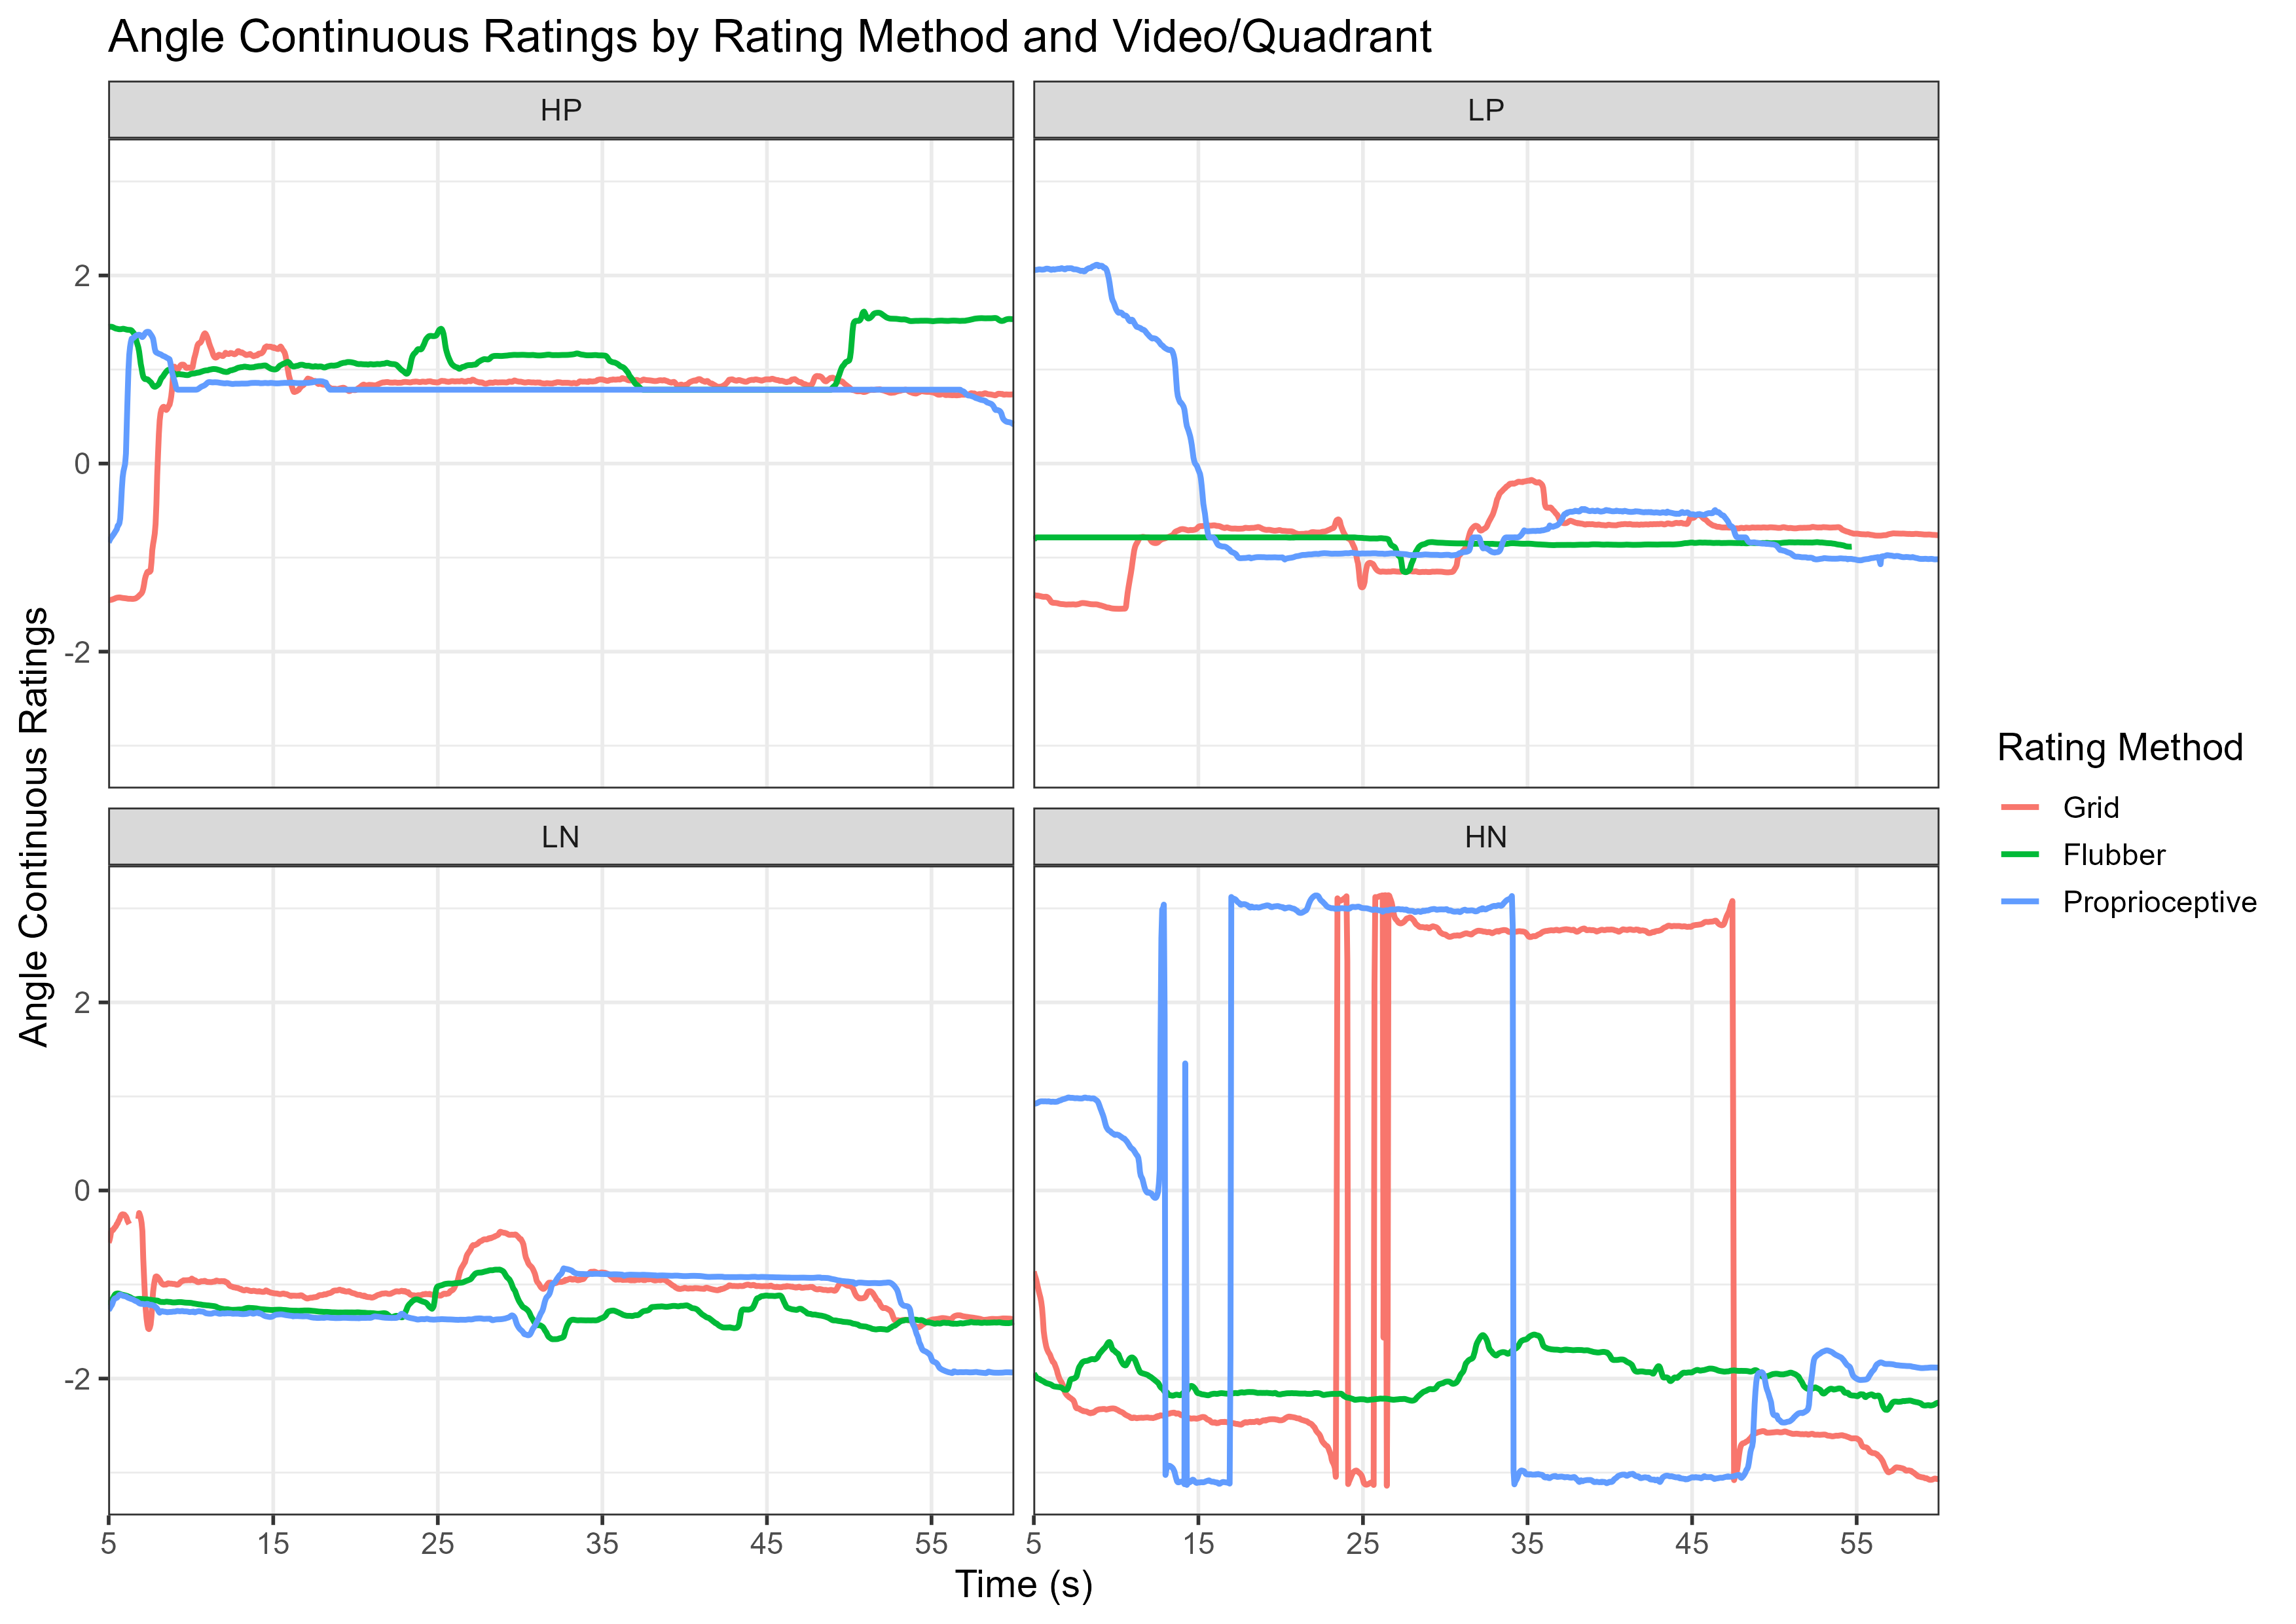 Angle Continuous Ratings by Rating Method and Video/Quadrant
HP
LP
2
0
-2
LN
HN
2
0
-2
5
15
25
35
45
55
5
15
25
35
45
55
Time (s)
Angle Continuous Ratings
Rating Method
Grid
Flubber
Proprioceptive